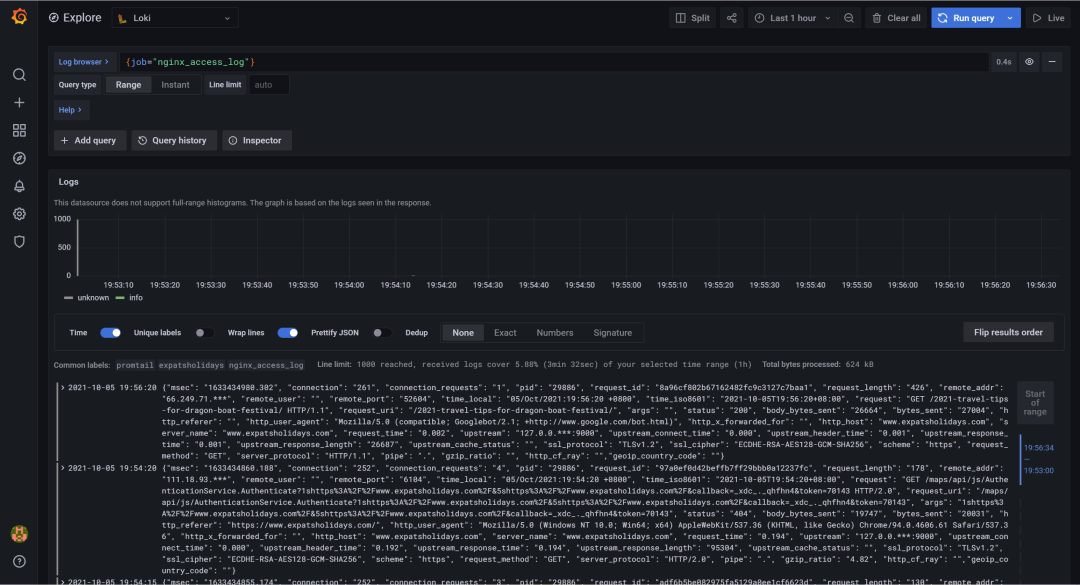 Explore Loki Split Last 1 hour Clear all Run query Live
Log browser > {job="nginx_access_log"} 0.4s
Query type Range Instant Line limit auto
Help >
+ Add query Query history Inspector
Logs
This datasource does not support full-range histograms. The graph is based on the logs seen in the response.
1000
500
0
19:53:10 19:53:20 19:53:30 19:53:40 19:53:50 19:54:00 19:54:10 19:54:20 19:54:30 19:54:40 19:54:50 19:55:00 19:55:10 19:55:20 19:55:30 19:55:40 19:55:50 19:56:00 19:56:10 19:56:20 19:56:30
unknown info
Time Unique labels Wrap lines Prettify JSON Dedup None Exact Numbers Signature Flip results order
Common labels: promtail expatsholidays nginx_access_log Line limit: 1000 reached, received logs cover 5.88% (3min 32sec) of your selected time range (1h) Total bytes processed: 624 kB
> 2021-10-05 19:56:20 {"msec": "1633434980.302", "connection": "261", "connection_requests": "1", "pid": "29886", "request_id": "8a96cf802b67162482fc9c3127c7baa1", "request_length": "426", "remote_addr":
"66.249.71.***", "remote_user": "", "remote_port": "52604", "time_local": "05/Oct/2021:19:56:20 +0800", "time_iso8601": "2021-10-05T19:56:20+08:00", "request": "GET /2021-travel-tips
-for-dragon-boat-festival/ HTTP/1.1", "request_uri": "/2021-travel-tips-for-dragon-boat-festival/", "args": "", "status": "200", "body_bytes_sent": "26664", "bytes_sent": "27004", "h
ttp_referer": "", "http_user_agent": "Mozilla/5.0 (compatible; Googlebot/2.1; +http://www.google.com/bot.html)", "http_x_forwarded_for": "", "http_host": "www.expatsholidays.com", "s
erver_name": "www.expatsholidays.com", "request_time": "0.002", "upstream": "127.0.0.***:9000", "upstream_connect_time": "0.000", "upstream_header_time": "0.001", "upstream_response_
time": "0.001", "upstream_response_length": "26687", "upstream_cache_status": "", "ssl_protocol": "TLSv1.2", "ssl_cipher": "ECDHE-RSA-AES128-GCM-SHA256", "scheme": "https", "request_
method": "GET", "server_protocol": "HTTP/1.1", "pipe": ".", "gzip_ratio": "", "http_cf_ray": "","geoip_country_code": ""}
Start of range
> 2021-10-05 19:54:20 {"msec": "1633434860.188", "connection": "252", "connection_requests": "4", "pid": "29886", "request_id": "97a0ef0d42beffb7ff29bbb0a12237fc", "request_length": "178", "remote_addr":
"111.18.93.***", "remote_user": "", "remote_port": "6104", "time_local": "05/Oct/2021:19:54:20 +0800", "time_iso8601": "2021-10-05T19:54:20+08:00", "request": "GET /maps/api/js/Authe
nticationService.Authenticate?1shttps%3A%2F%2Fwww.expatsholidays.com%2F&5shttps%3A%2F%2Fwww.expatsholidays.com%2F&callback=_xdc_._qhfhn4&token=70143 HTTP/2.0", "request_uri": "/maps/
api/js/AuthenticationService.Authenticate?1shttps%3A%2F%2Fwww.expatsholidays.com%2F&5shttps%3A%2F%2Fwww.expatsholidays.com%2F&callback=_xdc_._qhfhn4&token=70143", "args": "1shttps%3
A%2F%2Fwww.expatsholidays.com%2F&5shttps%3A%2F%2Fwww.expatsholidays.com%2F&callback=_xdc_._qhfhn4&token=70143", "status": "404", "body_bytes_sent": "19747", "bytes_sent": "20031", "h
ttp_referer": "https://www.expatsholidays.com/", "http_user_agent": "Mozilla/5.0 (Windows NT 10.0; Win64; x64) AppleWebKit/537.36 (KHTML, like Gecko) Chrome/94.0.4606.61 Safari/537.3
6", "http_x_forwarded_for": "", "http_host": "www.expatsholidays.com", "server_name": "www.expatsholidays.com", "request_time": "0.194", "upstream": "127.0.0.***:9000", "upstream_con
nect_time": "0.000", "upstream_header_time": "0.192", "upstream_response_time": "0.194", "upstream_response_length": "95304", "upstream_cache_status": "", "ssl_protocol": "TLSv1.2",
"ssl_cipher": "ECDHE-RSA-AES128-GCM-SHA256", "scheme": "https", "request_method": "GET", "server_protocol": "HTTP/2.0", "pipe": ".", "gzip_ratio": "4.82", "http_cf_ray": "","geoip_co
untry_code": ""}
19:56:34
—
19:53:00
> 2021-10-05 19:54:15 {"msec": "1633434855.174", "connection": "252", "connection_requests": "3", "pid": "29886", "request_id": "adf6b5be882975fa5129a0ee1cf6623d", "request_length": "130", "remote_addr":